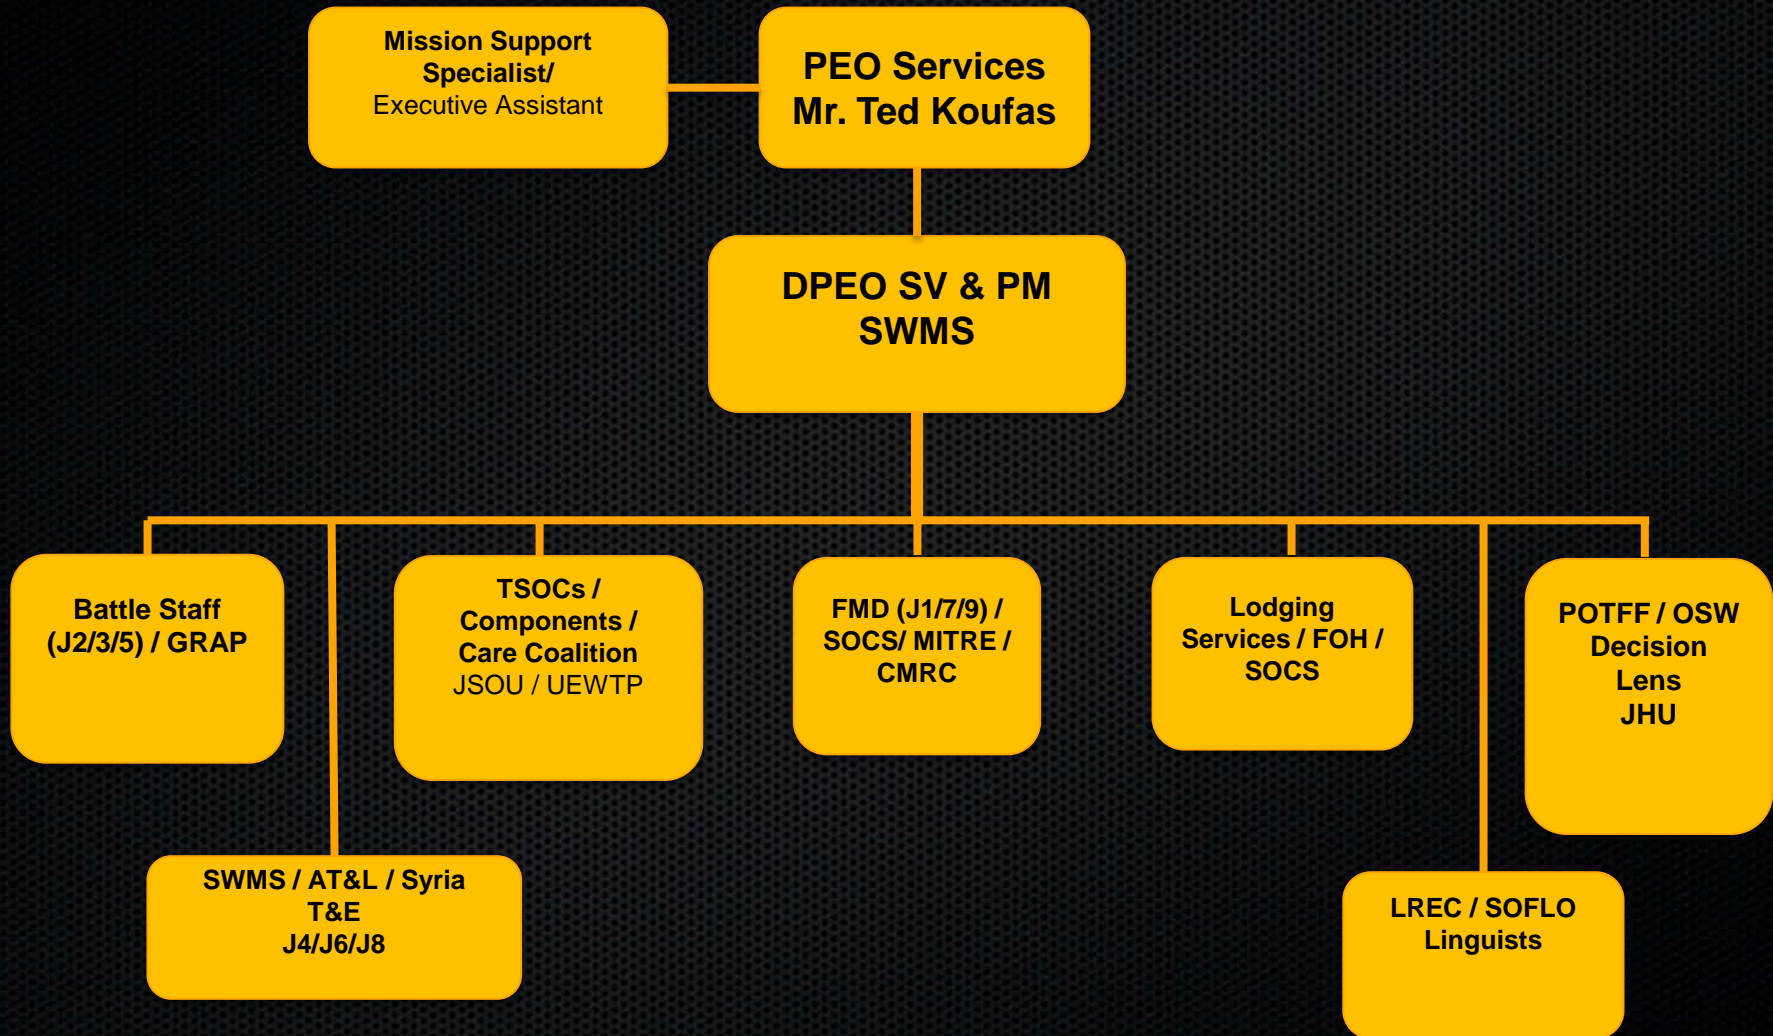 Mission Support
Specialist/
Executive Assistant
PEO Services
Mr. Ted Koufas
DPEO SV & PM
SWMS
Battle Staff
(J2/3/5) / GRAP
TSOCs /
Components /
Care Coalition
JSOU / UEWTP
FMD (J1/7/9) /
SOCS/ MITRE /
CMRC
Lodging
Services / FOH /
SOCS
POTFF / OSW
Decision
Lens
JHU
SWMS / AT&L / Syria
T&E
J4/J6/J8
LREC / SOFLO
Linguists